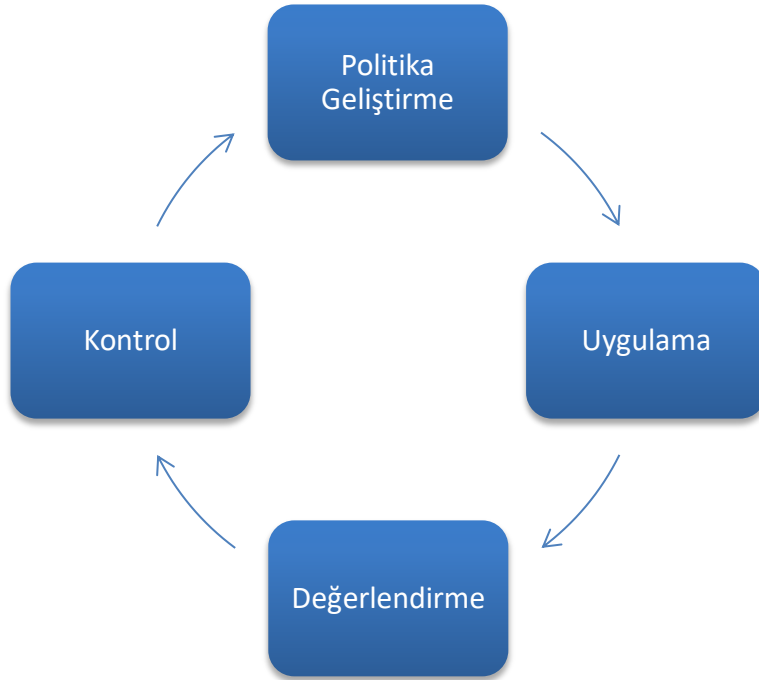 Politika
Geliştirme
Uygulama
Değerlendirme
Kontrol